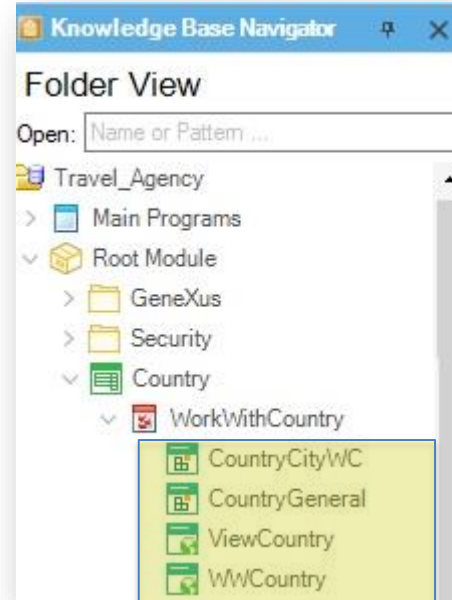 Knowledge Base Navigator
Folder View
Open: Name or Pattern ...
Travel_Agency
Main Programs
Root Module
GeneXus
Security
Country
WorkWithCountry
CountryCityWC
CountryGeneral
ViewCountry
WWCountry